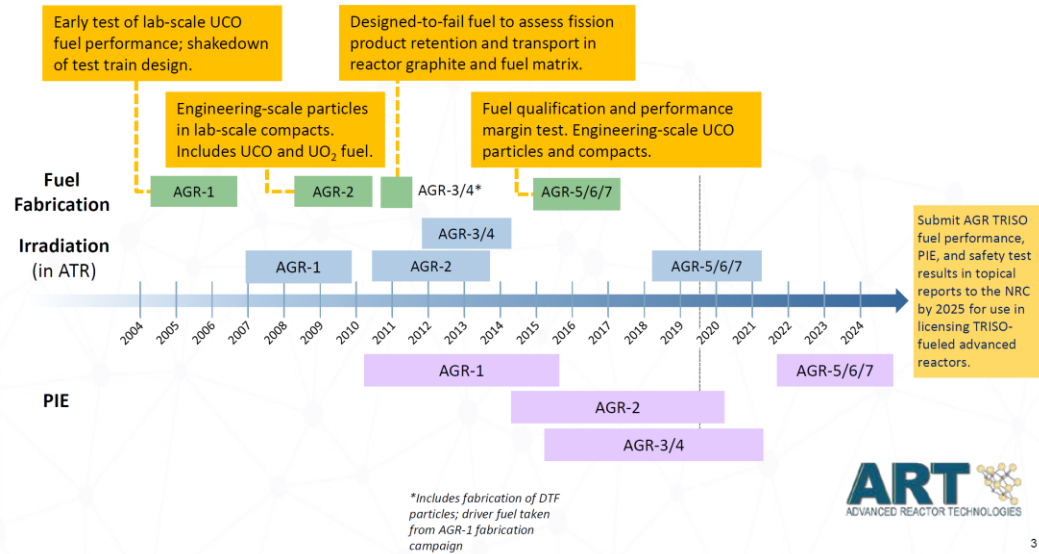 Early test of lab-scale UCO
fuel performance; shakedown
of test train design.
Designed-to-fail fuel to assess fission
product retention and transport in
reactor graphite and fuel matrix.
Engineering-scale particles
in lab-scale compacts.
Includes UCO and UO₂ fuel.
Fuel qualification and performance
margin test. Engineering-scale UCO
particles and compacts.
Fuel
Fabrication
AGR-1
AGR-2
AGR-3/4*
AGR-5/6/7
Irradiation
(in ATR)
AGR-3/4
AGR-1
AGR-2
AGR-5/6/7
2004
2005
2006
2007
2008
2009
2010
2011
2012
2013
2014
2015
2016
2017
2018
2019
2020
2021
2022
2023
2024
Submit AGR TRISO
fuel performance,
PIE, and safety test
results in topical
reports to the NRC
by 2025 for use in
licensing TRISO-
fueled advanced
reactors.
PIE
AGR-1
AGR-5/6/7
AGR-2
AGR-3/4
*Includes fabrication of DTF
particles; driver fuel taken
from AGR-1 fabrication
campaign
ART
ADVANCED REACTOR TECHNOLOGIES
3